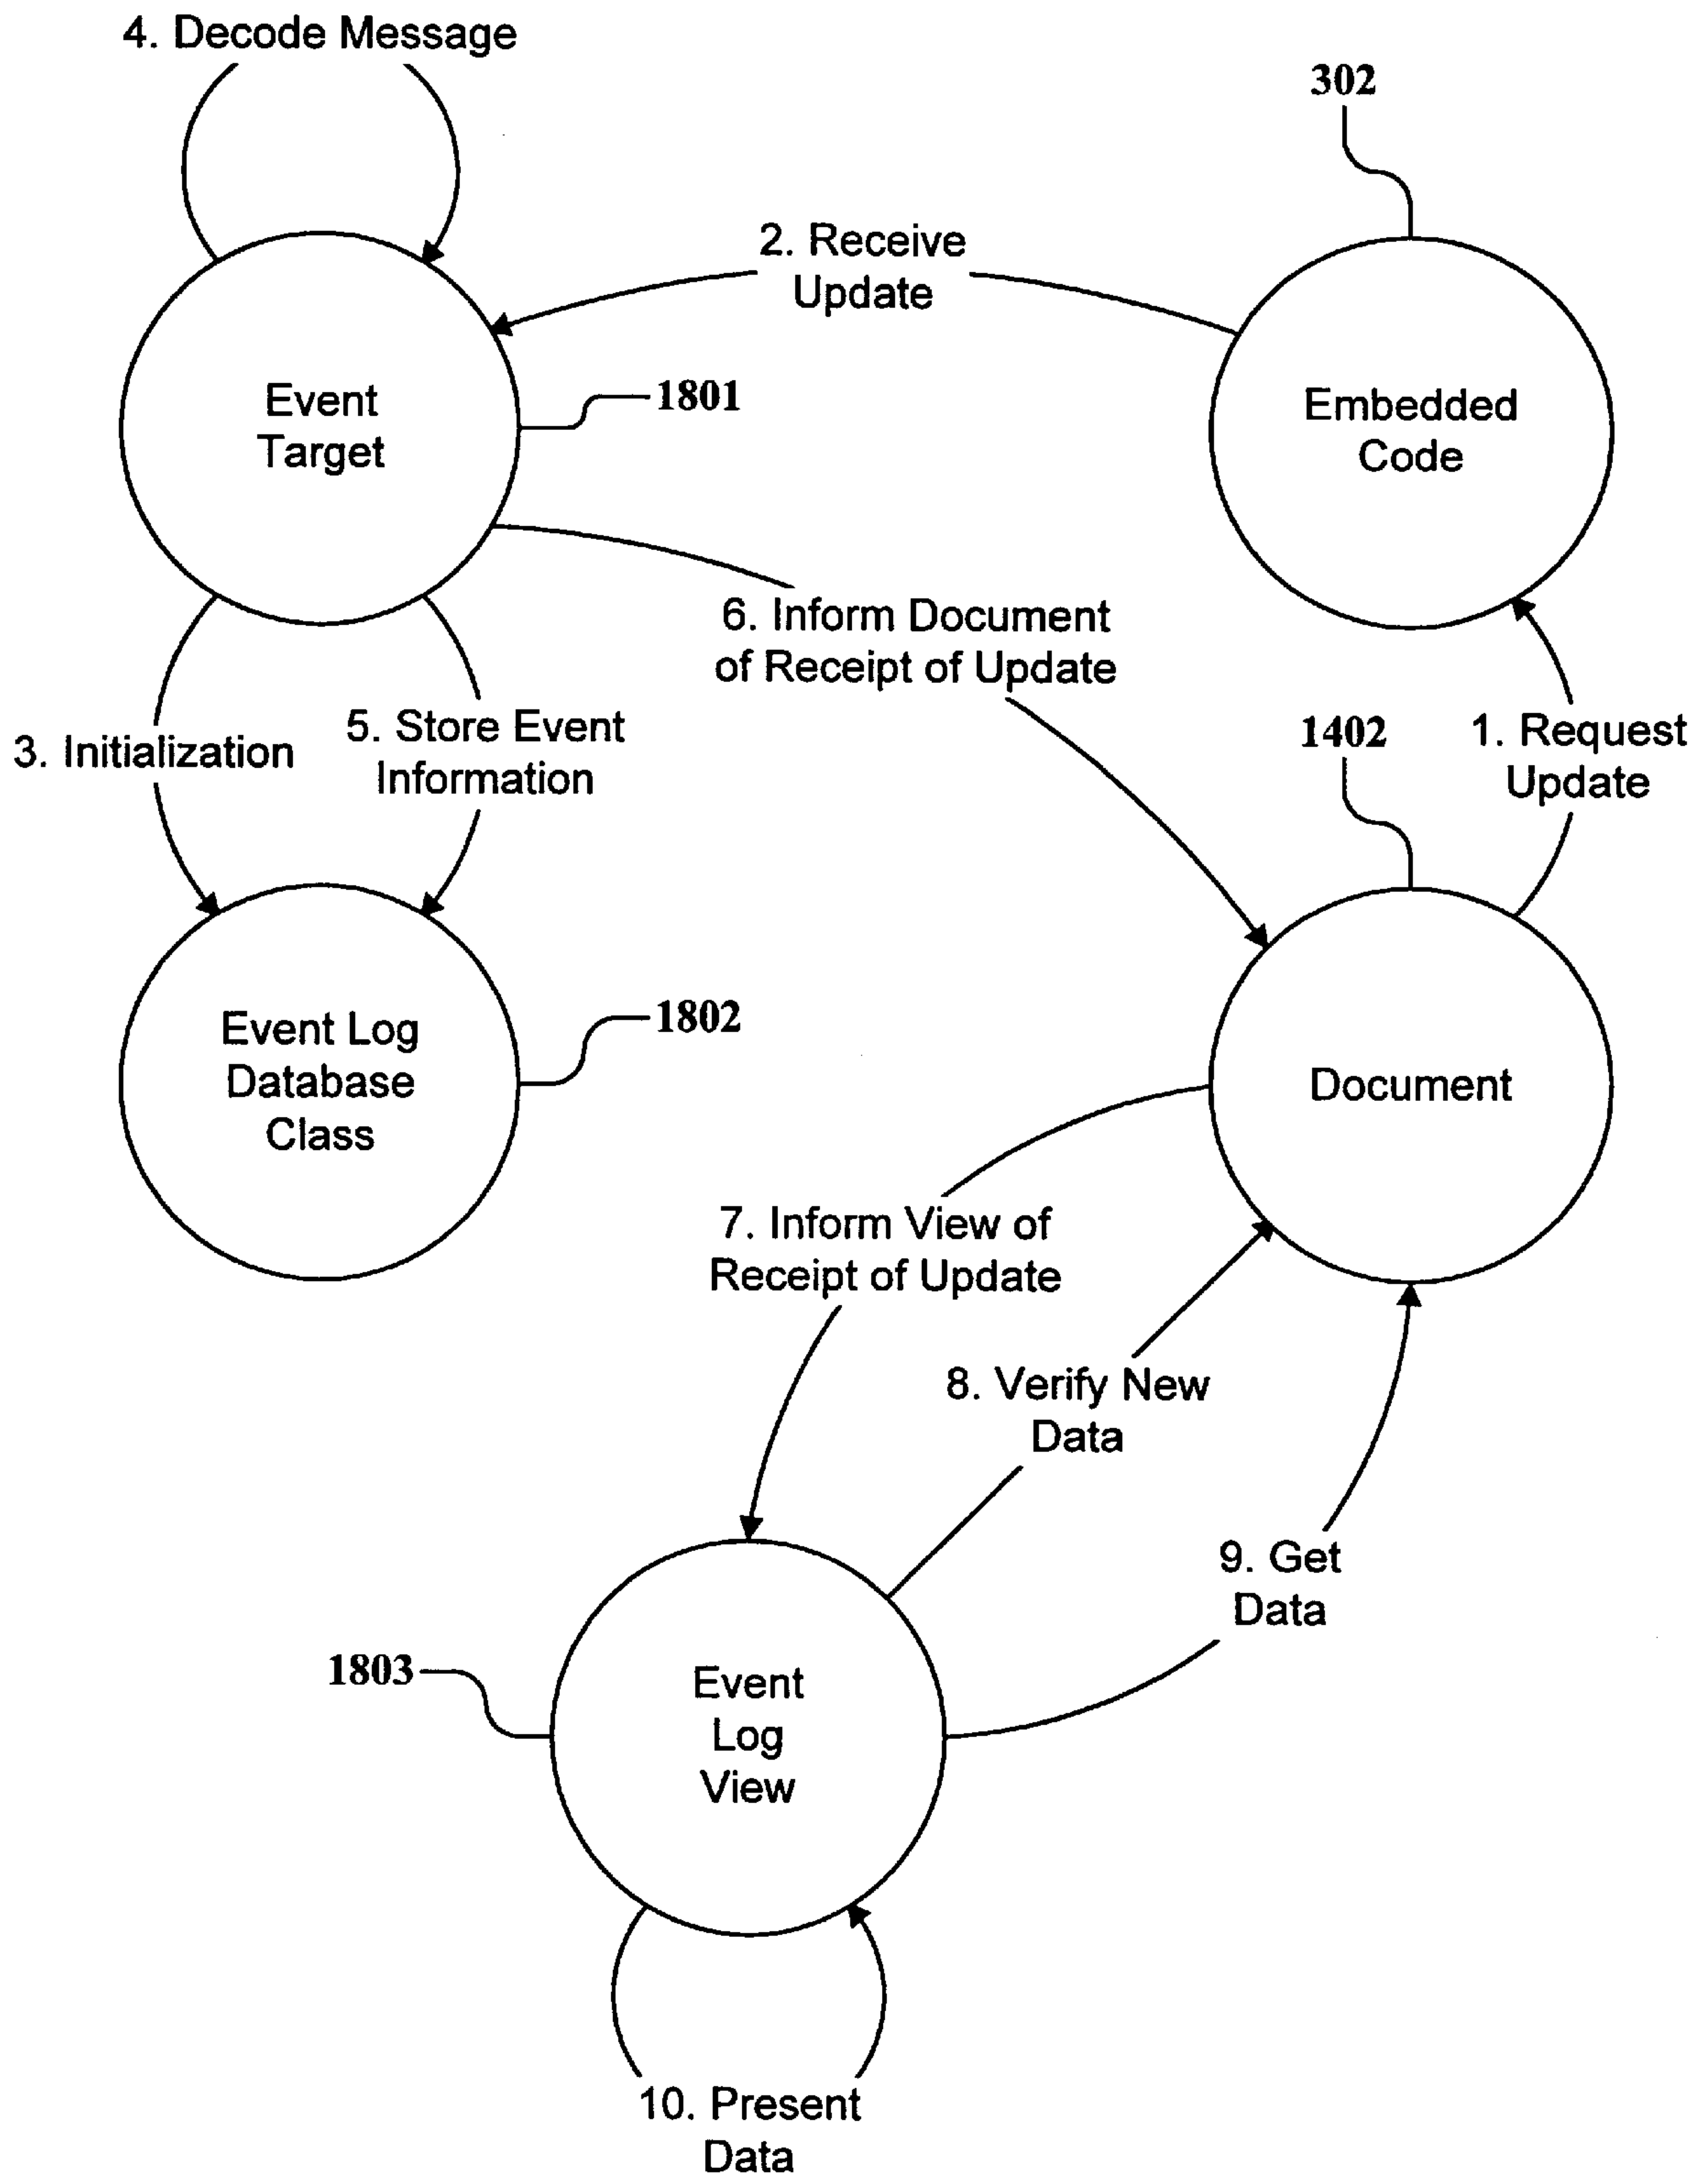 4. Decode Message
302
2. Receive
Update
Event
Target
1801
Embedded
Code
6. Inform Document
of Receipt of Update
3. Initialization
5. Store Event
Information
1402
1. Request
Update
Event Log
Database
Class
1802
Document
7. Inform View of
Receipt of Update
8. Verify New
Data
9. Get
Data
1803
Event
Log
View
10. Present
Data